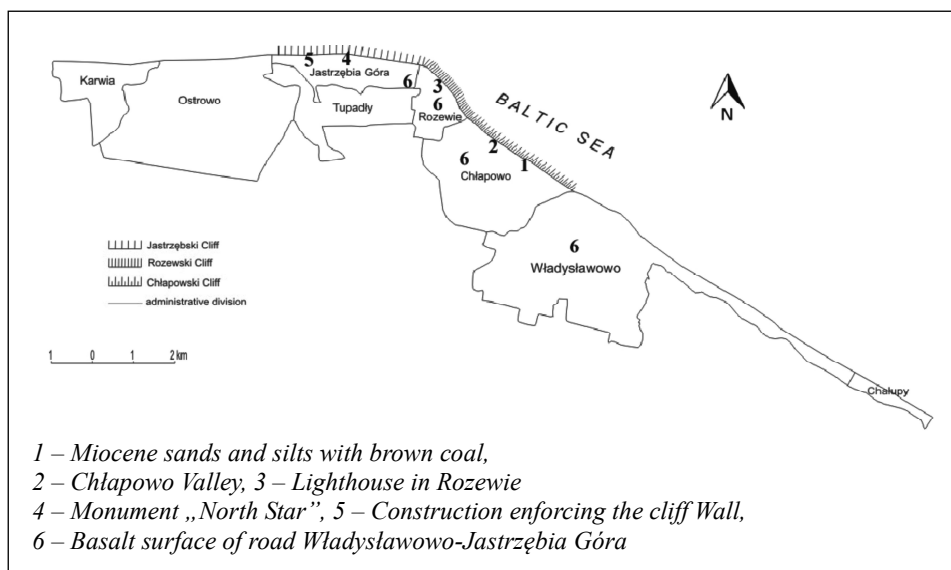 Karwia
Ostrowo
5
4
Jastrzębia Góra
6
3
Tupadły
6
Rozewie
BALTIC SEA
N
2
6
1
Chłapowo
6
Władysławowo
Jastrzębski Cliff
Rozewski Cliff
Chłapowski Cliff
administrative division
1 0 1 2 km
Chałupy
1 – Miocene sands and silts with brown coal,
2 – Chłapowo Valley, 3 – Lighthouse in Rozewie
4 – Monument „North Star”, 5 – Construction enforcing the cliff Wall,
6 – Basalt surface of road Władysławowo-Jastrzębia Góra